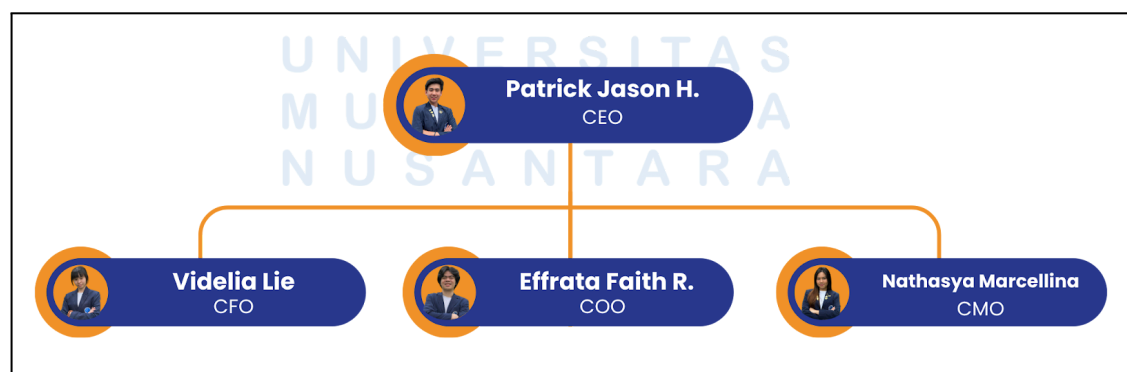 UNIVERSITAS
Patrick Jason H.
CEO
NUSANTARA
Videlia Lie
CFO
Effrata Faith R.
COO
Nathasya Marcellina
CMO